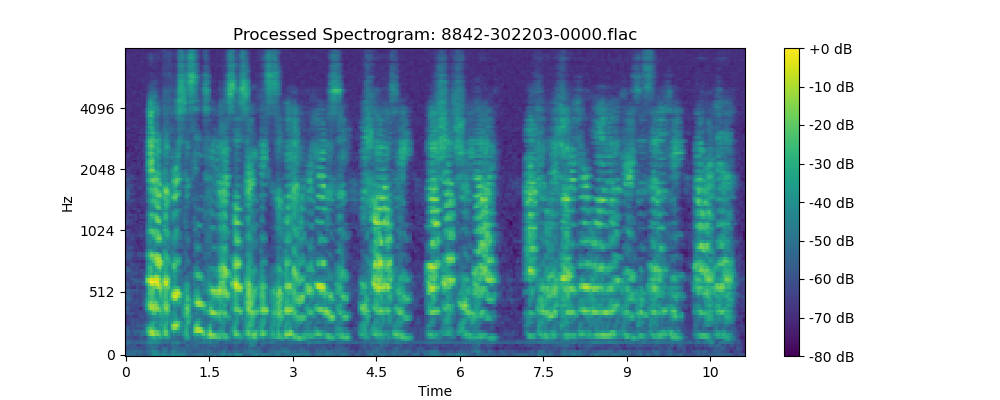 Processed Spectrogram: 8842-302203-0000.flac
Hz
4096
2048
1024
512
0
0 1.5 3 4.5 6 7.5 9 10
Time
+0 dB
-10 dB
-20 dB
-30 dB
-40 dB
-50 dB
-60 dB
-70 dB
-80 dB